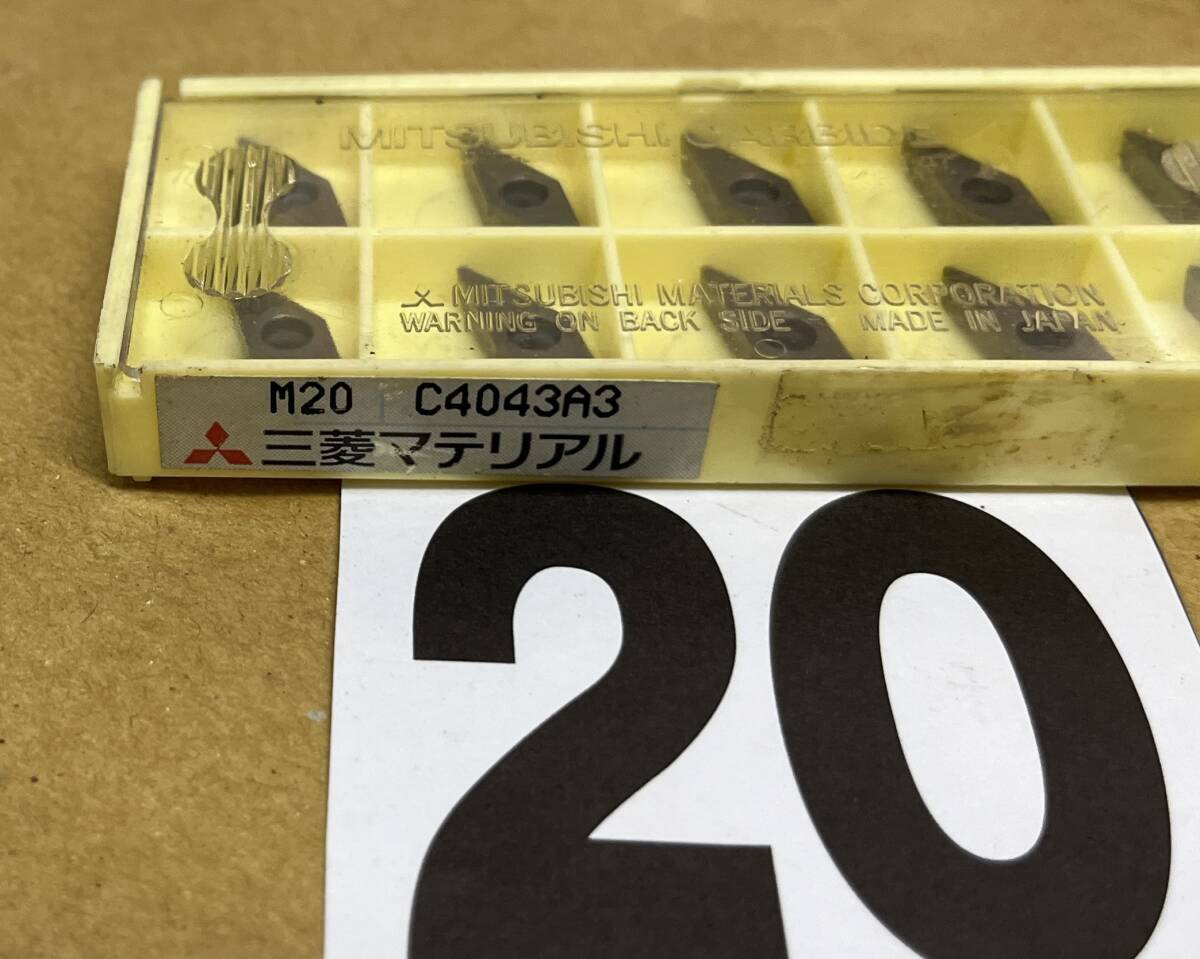 MITSUBISHI CARBIDE
MITSUBISHI MATERIALS CORPORATION
WARNING ON BACK SIDE MADE IN JAPAN
M20 C4043A3
三菱マテリアル
20